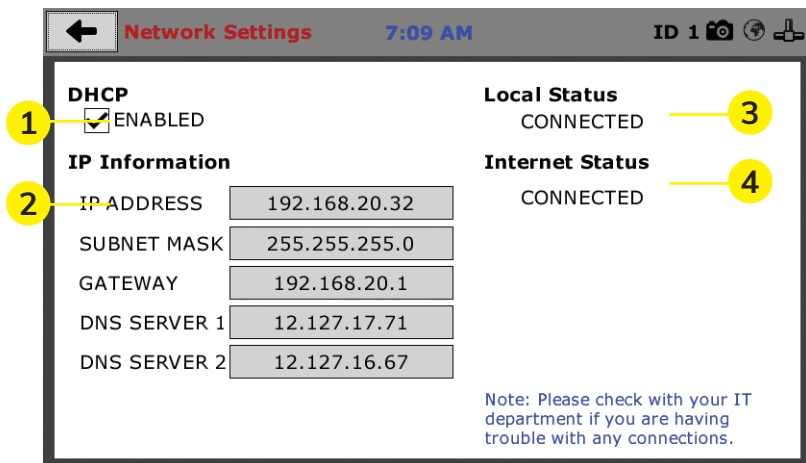 Network Settings 7:09 AM ID 1
DHCP
1 ENABLED
IP Information
2 IP ADDRESS 192.168.20.32
SUBNET MASK 255.255.255.0
GATEWAY 192.168.20.1
DNS SERVER 1 12.127.17.71
DNS SERVER 2 12.127.16.67
Local Status
CONNECTED 3
Internet Status
CONNECTED 4
Note: Please check with your IT
department if you are having
trouble with any connections.